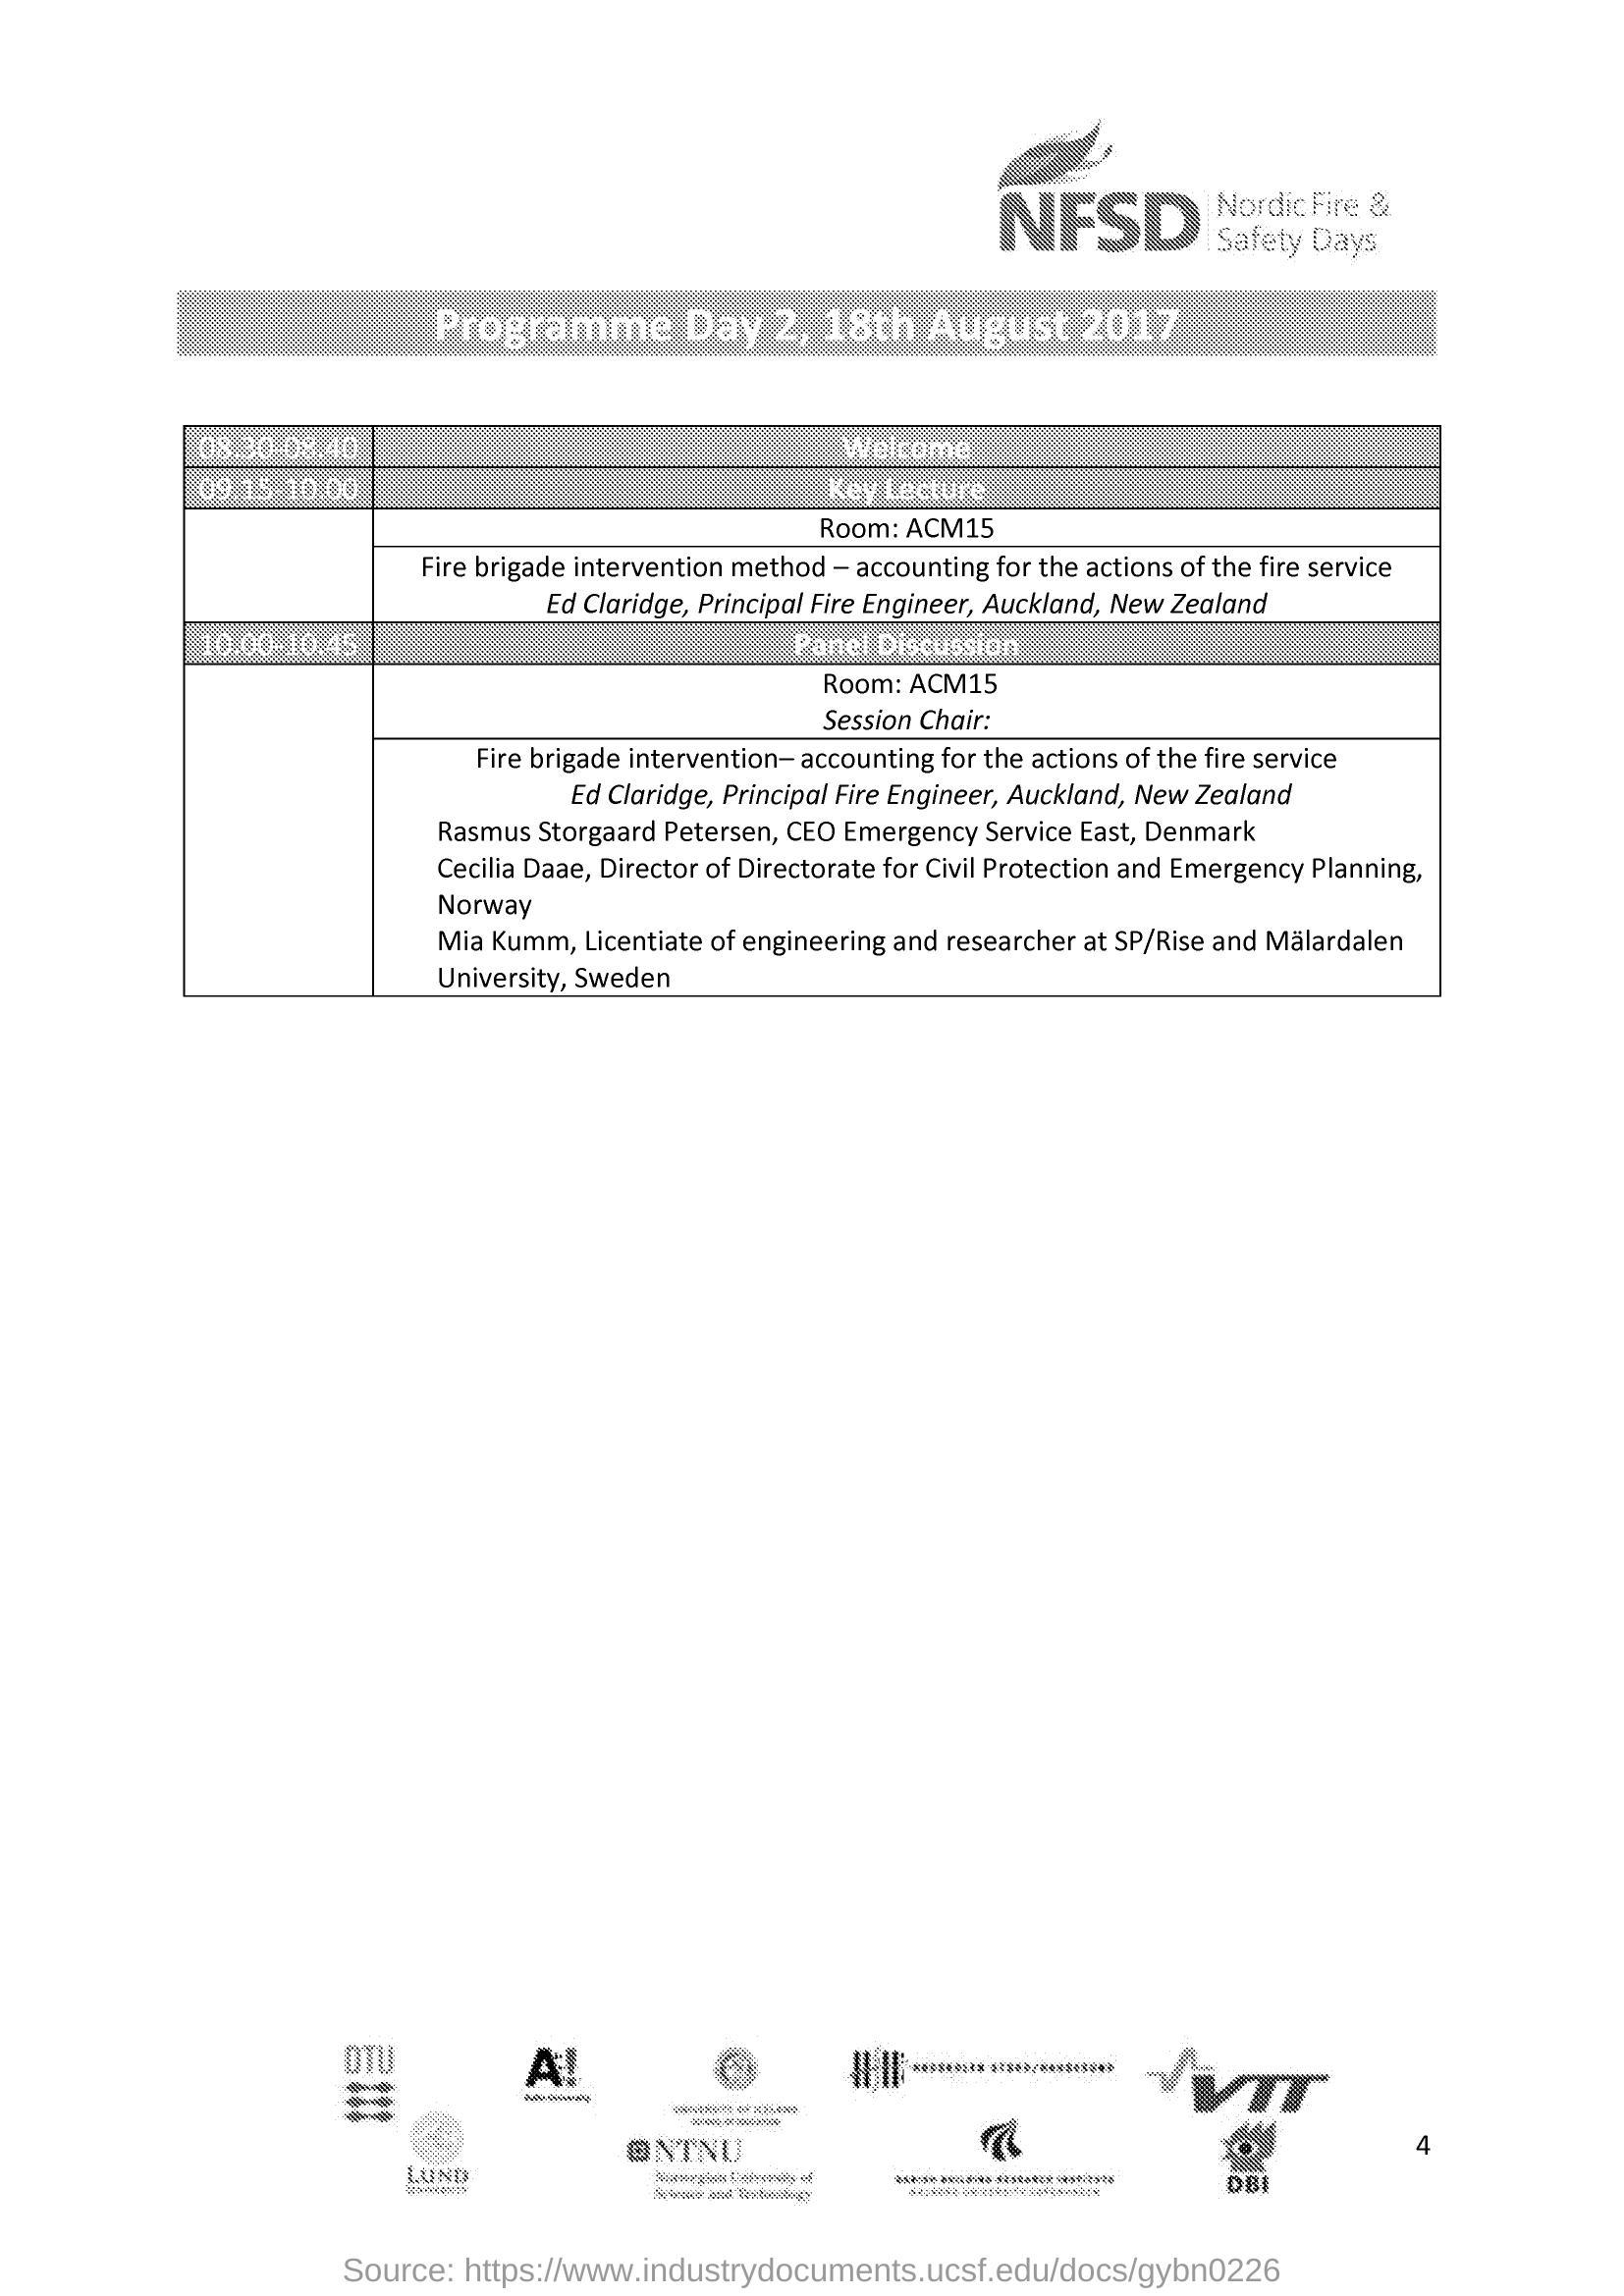 NFSD Nordic Fire &
Safety Days
Programme Day 2, 18th August 2017
08.30-08.40 Welcome
09.15-10.00 Key Lecture
Room: ACM15
Fire brigade intervention method – accounting for the actions of the fire service
Ed Claridge, Principal Fire Engineer, Auckland, New Zealand
10.00-10.45 Panel Discussion
Room: ACM15
Session Chair:
Fire brigade intervention– accounting for the actions of the fire service
Ed Claridge, Principal Fire Engineer, Auckland, New Zealand
Rasmus Storgaard Petersen, CEO Emergency Service East, Denmark
Cecilia Daae, Director of Directorate for Civil Protection and Emergency Planning,
Norway
Mia Kumm, Licentiate of engineering and researcher at SP/Rise and Mälardalen
University, Sweden
DTU
A!
VTT
LUND
NTNU
Norwegian University of
Science and Technology
DANISH BUILDING RESEARCH INSTITUTE
DBI
4
Source: https://www.industrydocuments.ucsf.edu/docs/gybn0226